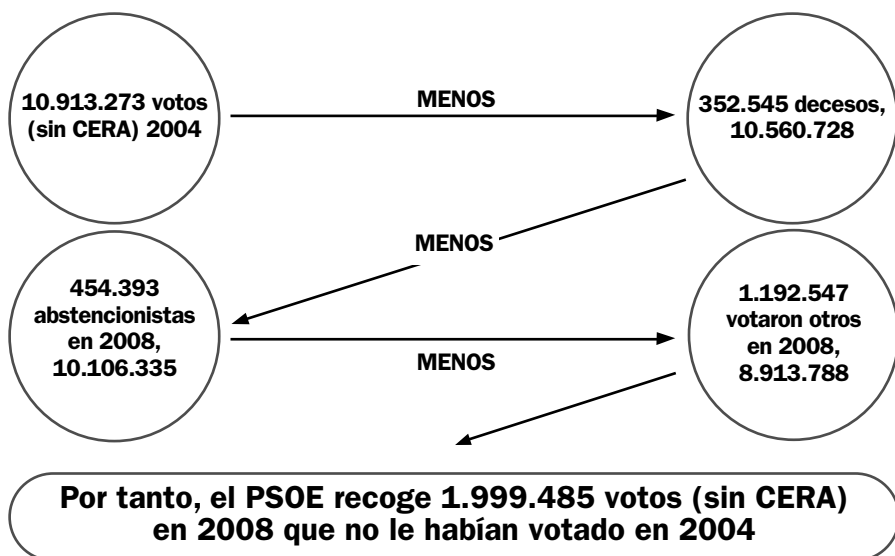 10.913.273 votos
(sin CERA) 2004
MENOS
352.545 decesos,
10.560.728
MENOS
454.393
abstencionistas
en 2008,
10.106.335
MENOS
1.192.547
votaron otros
en 2008,
8.913.788
Por tanto, el PSOE recoge 1.999.485 votos (sin CERA)
en 2008 que no le habían votado en 2004